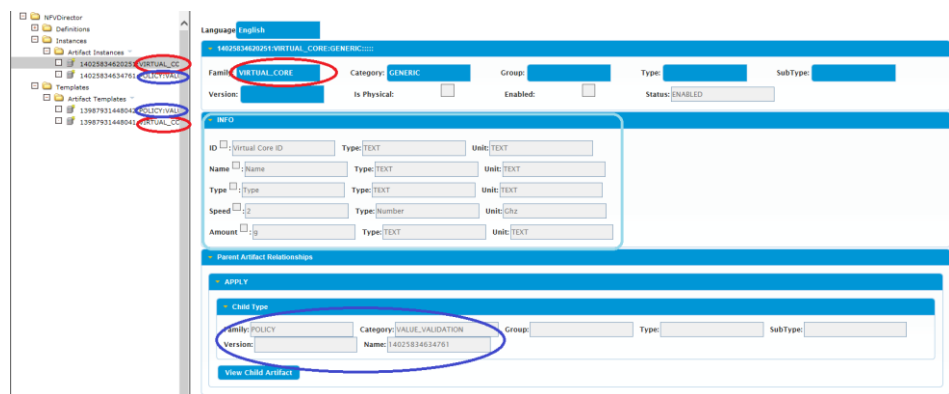 NFVDirector
Definitions
Instances
Artifact Instances
14025834620251:VIRTUAL_CC
14025834634761:POLICY:VALI
Templates
Artifact Templates
13987931448042:POLICY:VALI
13987931448041:VIRTUAL_CC
Language English
14025834620251:VIRTUAL_CORE:GENERIC:::::
Family: VIRTUAL_CORE Category: GENERIC Group: Type: SubType:
Version: Is Physical: Enabled: Status: ENABLED
INFO
ID : Virtual Core ID Type: TEXT Unit: TEXT
Name : Name Type: TEXT Unit: TEXT
Type : Type Type: TEXT Unit: TEXT
Speed : 2 Type: Number Unit: Ghz
Amount : g Type: TEXT Unit: TEXT
Parent Artifact Relationships
APPLY
Child Type
Family: POLICY Category: VALUE_VALIDATION Group: Type: SubType:
Version: Name: 14025834634761
View Child Artifact